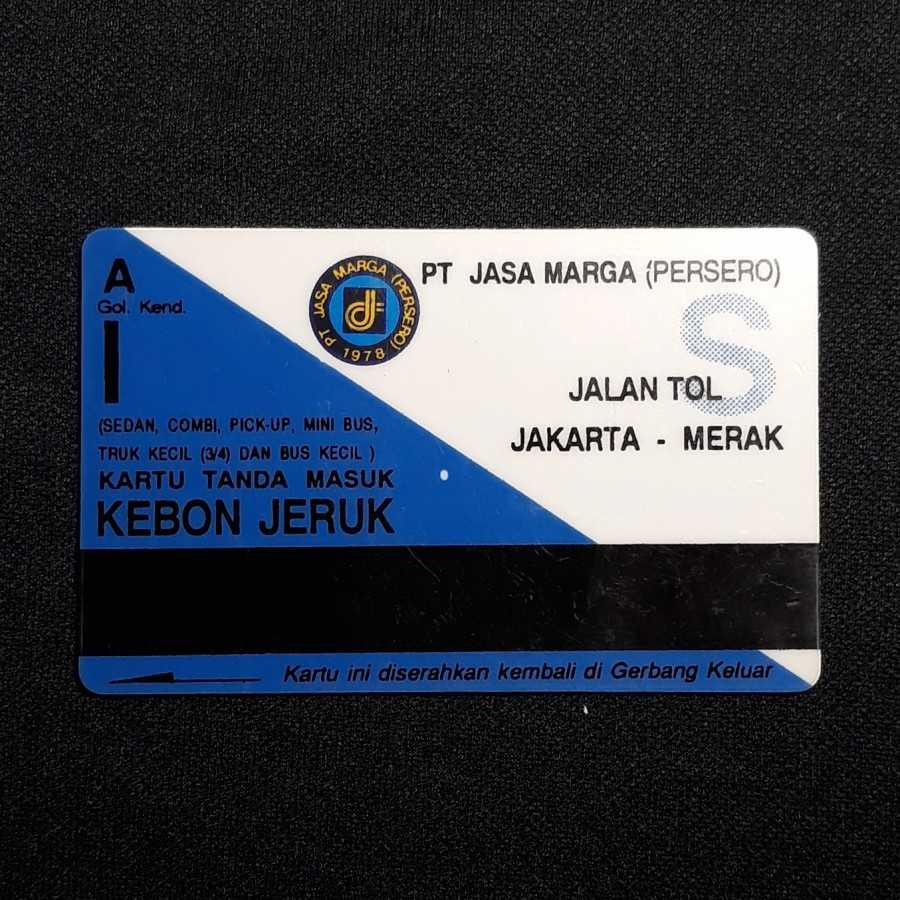 A
Gol. Kend.
I
(SEDAN, COMBI, PICK-UP, MINI BUS,
TRUK KECIL (3/4) DAN BUS KECIL )
KARTU TANDA MASUK
KEBON JERUK
PT JASA MARGA (PERSERO)
1978
PT JASA MARGA (PERSERO)
S
JALAN TOL
JAKARTA - MERAK
Kartu ini diserahkan kembali di Gerbang Keluar